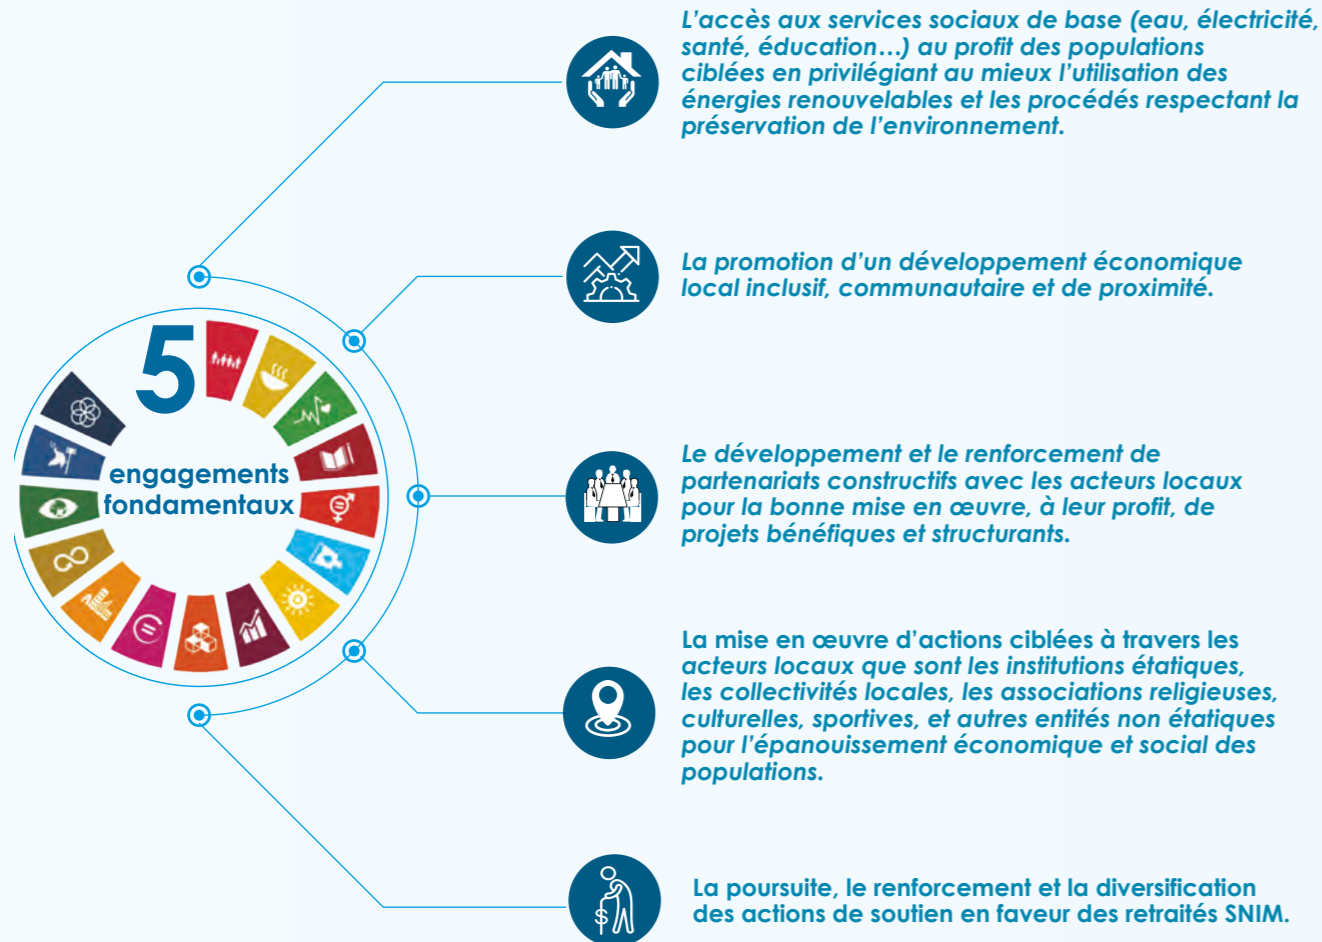 5
engagements
fondamentaux
L'accès aux services sociaux de base (eau, électricité,
santé, éducation…) au profit des populations
ciblées en privilégiant au mieux l'utilisation des
énergies renouvelables et les procédés respectant la
préservation de l'environnement.
La promotion d'un développement économique
local inclusif, communautaire et de proximité.
Le développement et le renforcement de
partenariats constructifs avec les acteurs locaux
pour la bonne mise en œuvre, à leur profit, de
projets bénéfiques et structurants.
La mise en œuvre d'actions ciblées à travers les
acteurs locaux que sont les institutions étatiques,
les collectivités locales, les associations religieuses,
culturelles, sportives, et autres entités non étatiques
pour l'épanouissement économique et social des
populations.
La poursuite, le renforcement et la diversification
des actions de soutien en faveur des retraités SNIM.